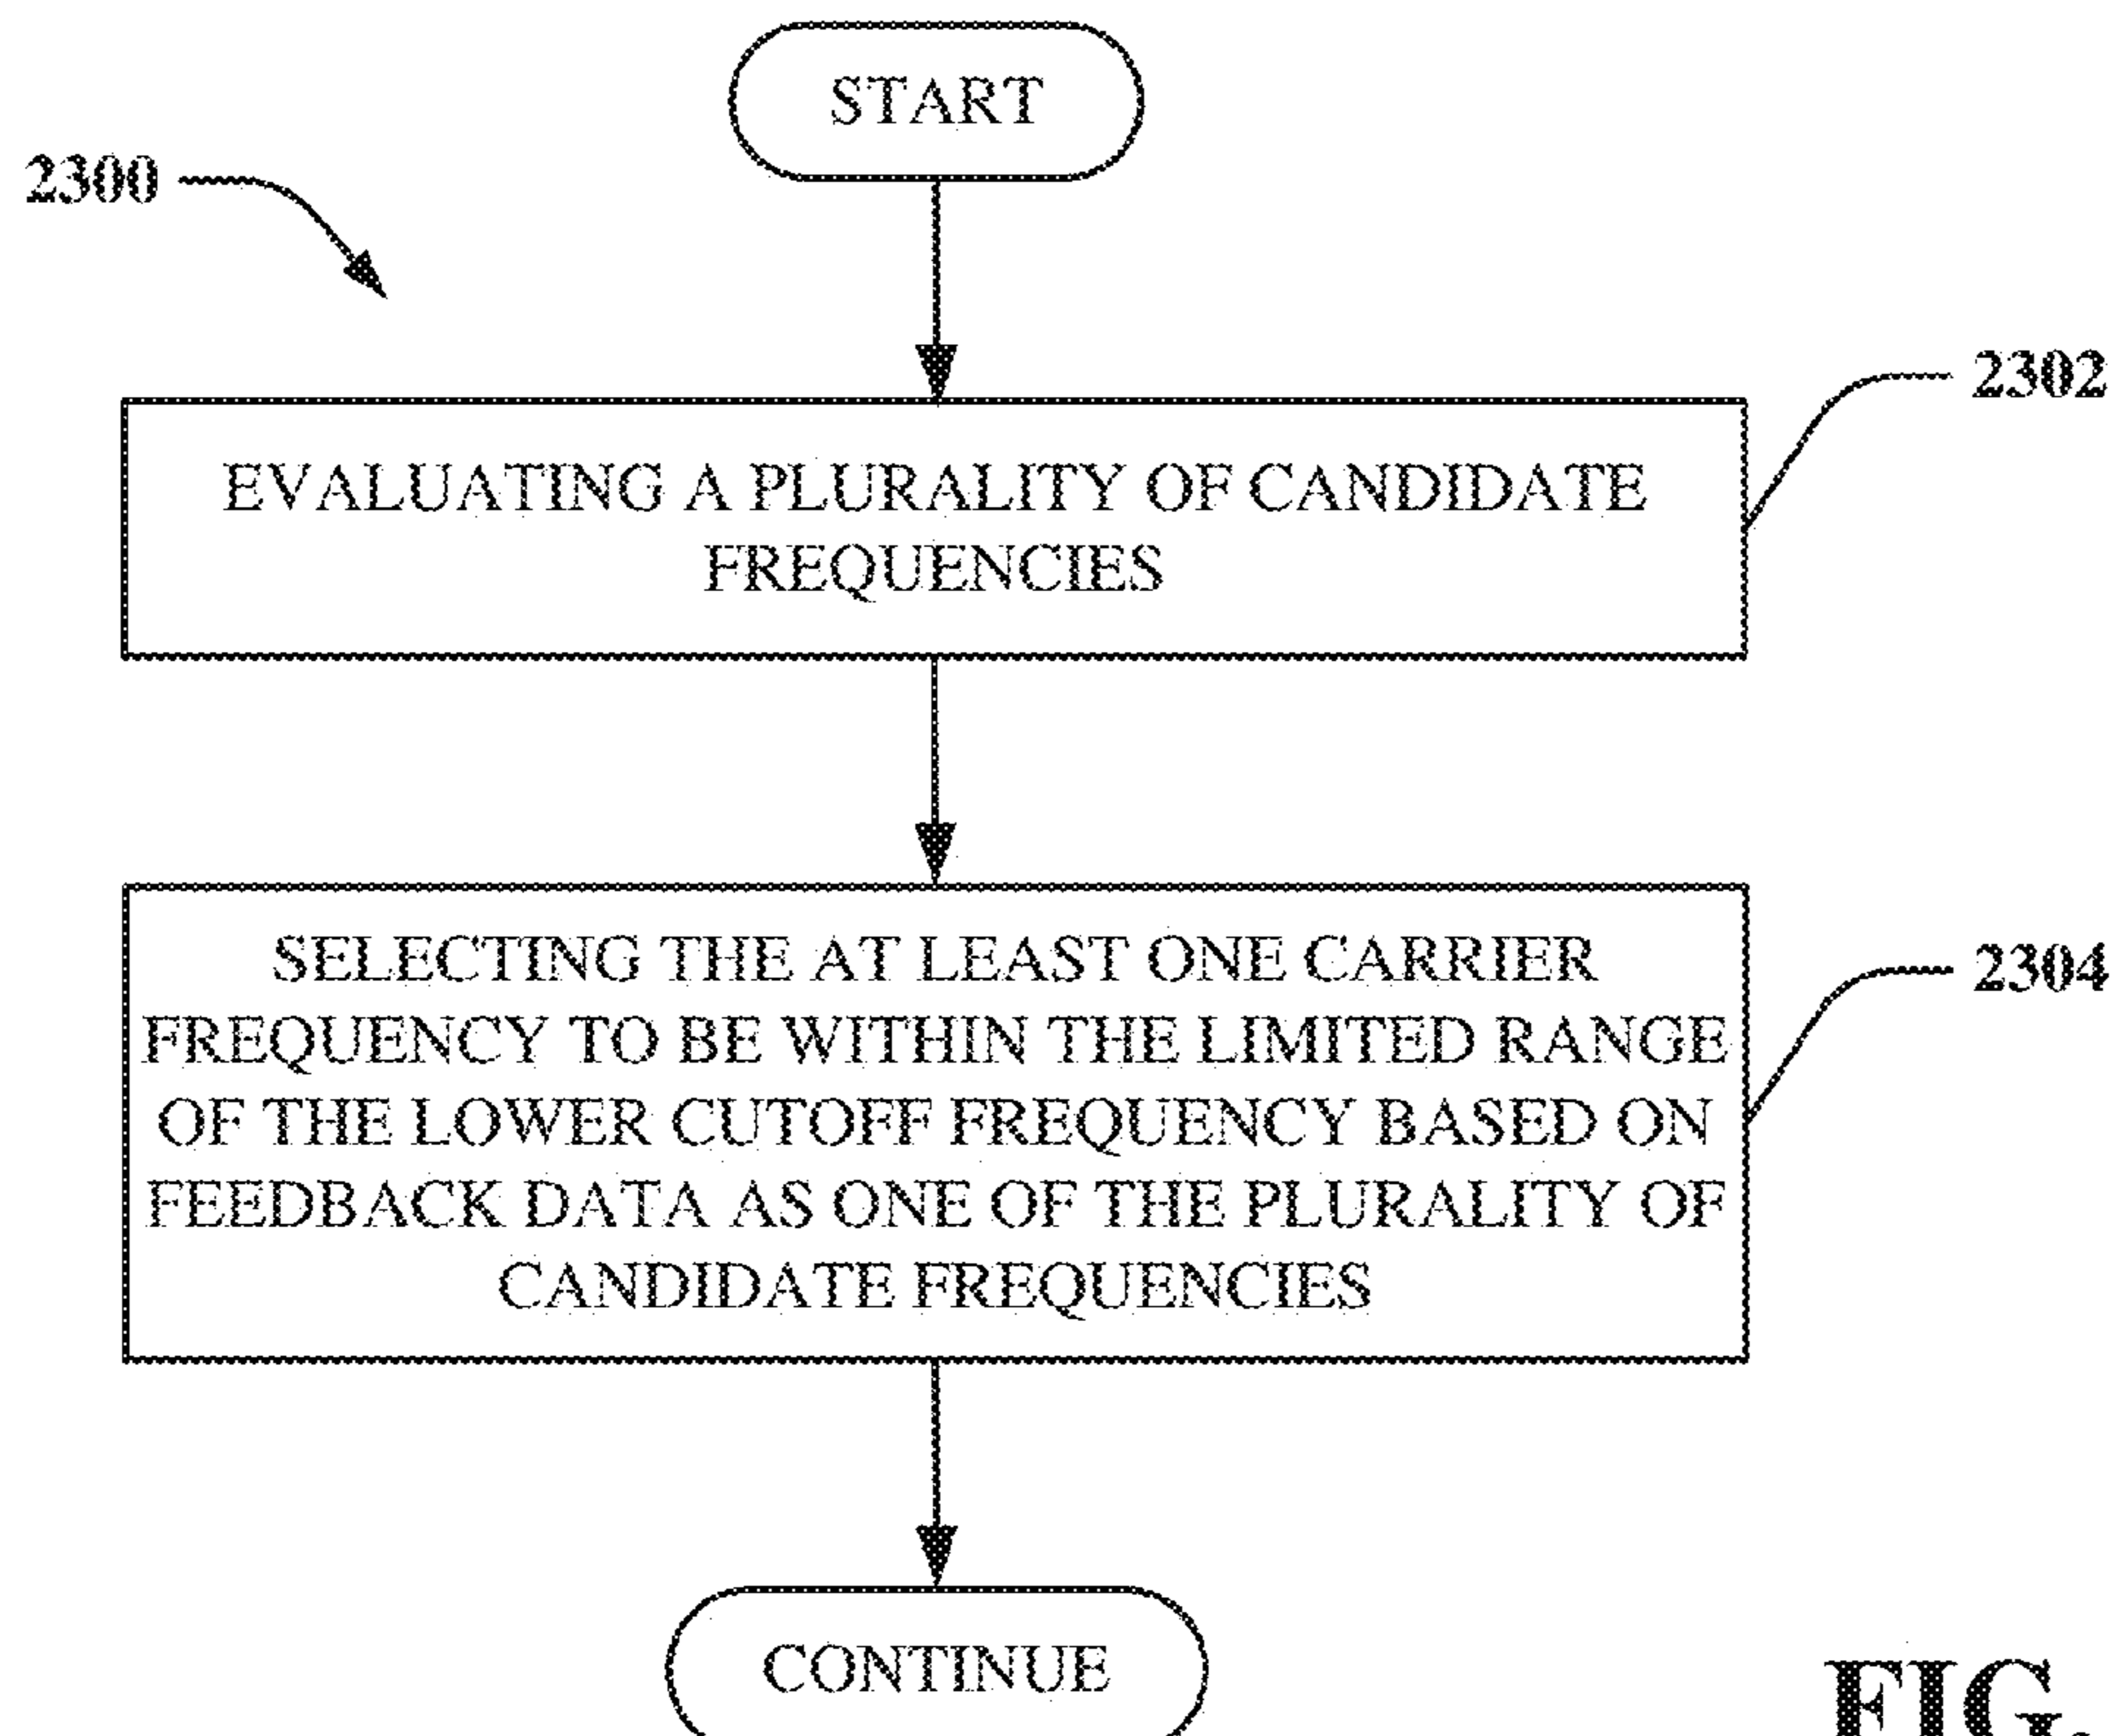 START
2300
2302
EVALUATING A PLURALITY OF CANDIDATE
FREQUENCIES
SELECTING THE AT LEAST ONE CARRIER
FREQUENCY TO BE WITHIN THE LIMITED RANGE
OF THE LOWER CUTOFF FREQUENCY BASED ON
FEEDBACK DATA AS ONE OF THE PLURALITY OF
CANDIDATE FREQUENCIES
2304
CONTINUE
FIG.